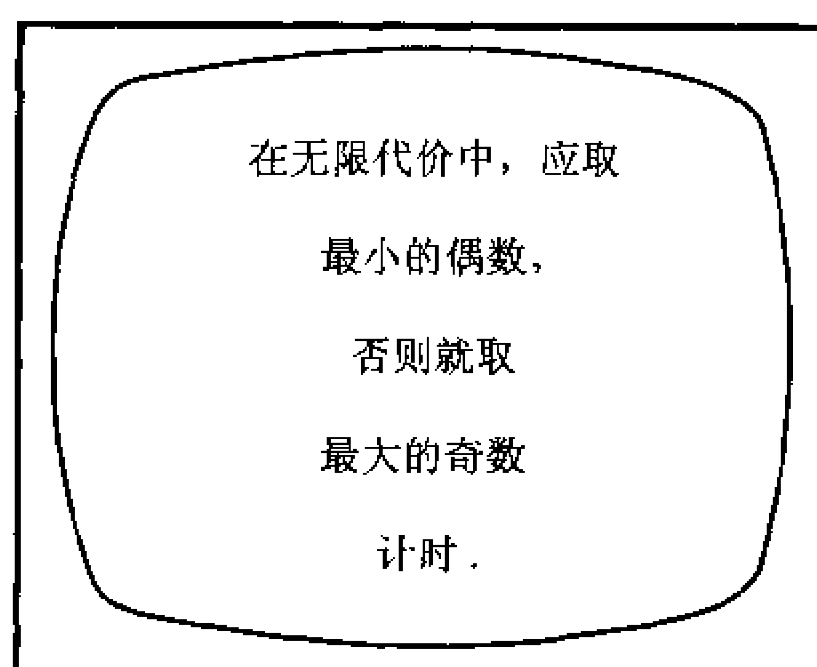 在无限代价中，应取
最小的偶数，
否则就取
最大的奇数
计时．